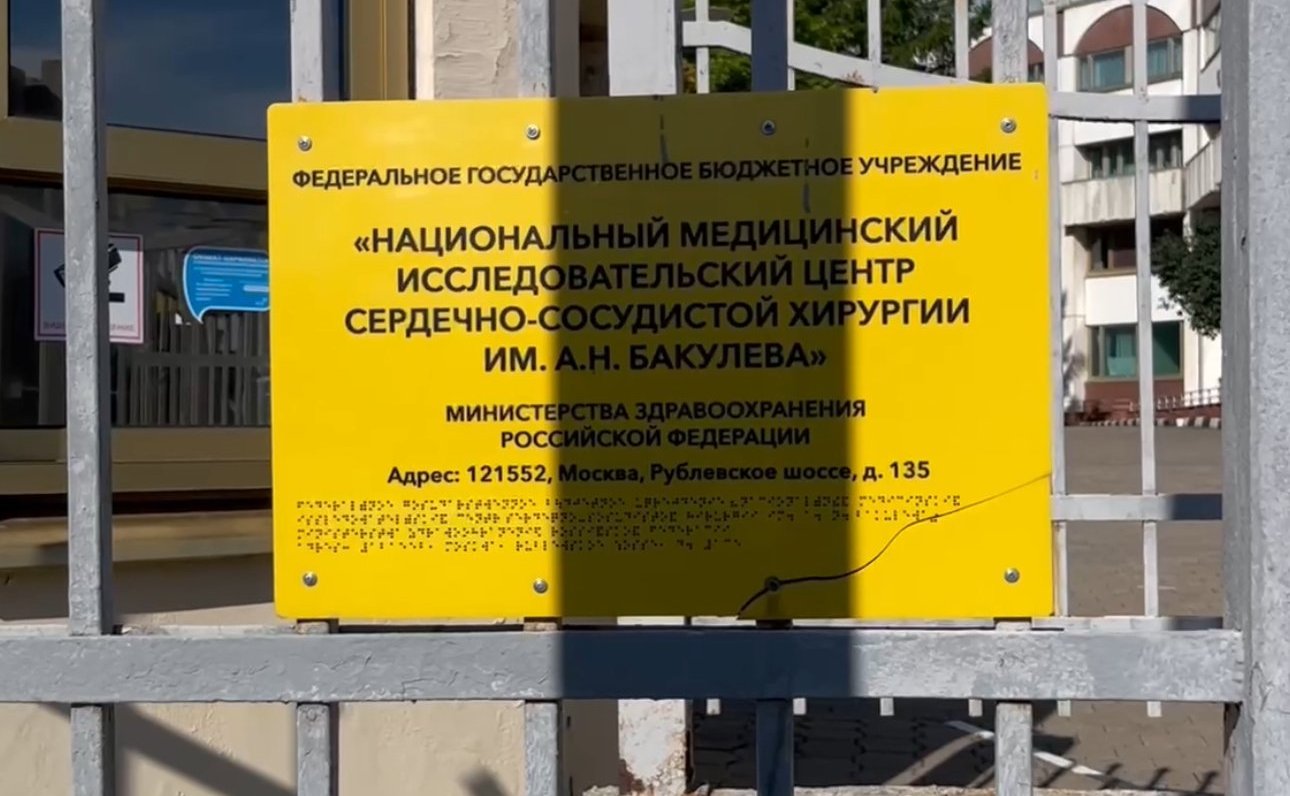 ФЕДЕРАЛЬНОЕ ГОСУДАРСТВЕННОЕ БЮДЖЕТНОЕ УЧРЕЖДЕНИЕ
«НАЦИОНАЛЬНЫЙ МЕДИЦИНСКИЙ
ИССЛЕДОВАТЕЛЬСКИЙ ЦЕНТР
СЕРДЕЧНО-СОСУДИСТОЙ ХИРУРГИИ
ИМ. А.Н. БАКУЛЕВА»
МИНИСТЕРСТВА ЗДРАВООХРАНЕНИЯ
РОССИЙСКОЙ ФЕДЕРАЦИИ
Адрес: 121552, Москва, Рублевское шоссе, д. 135